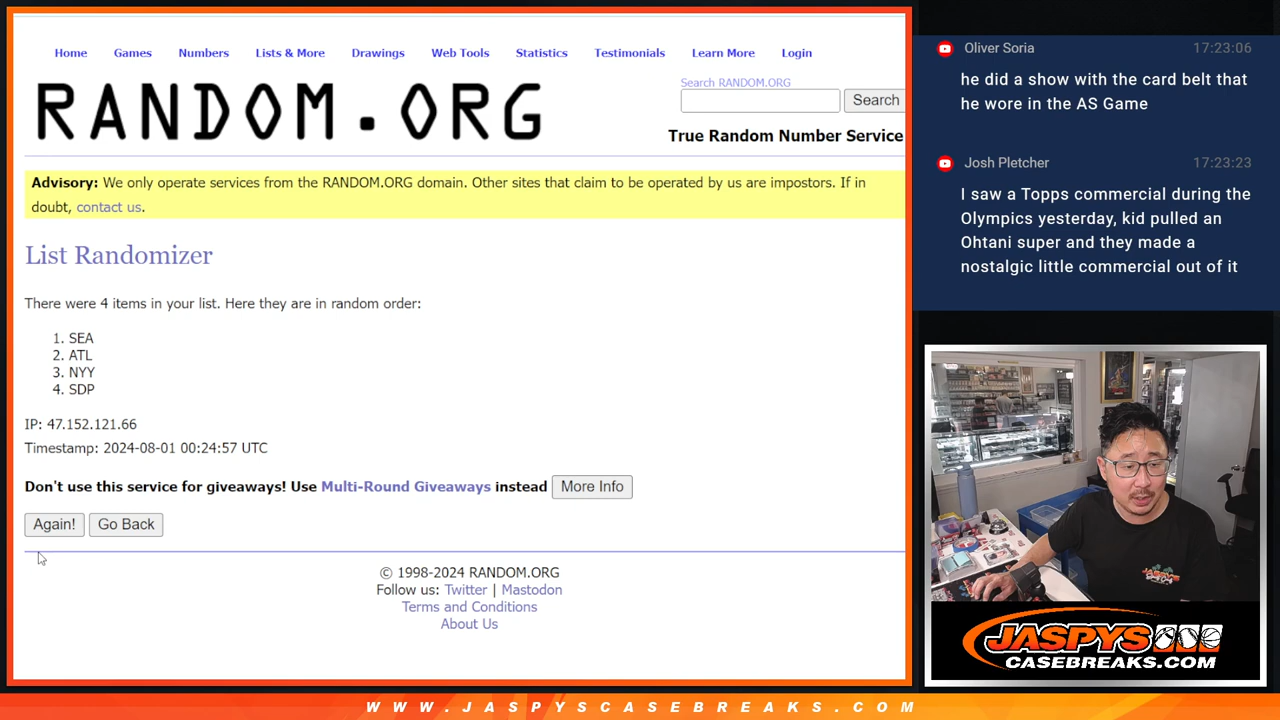 Home Games Numbers Lists & More Drawings Web Tools Statistics Testimonials Learn More Login
RANDOM.ORG
Search RANDOM.ORG
Search
True Random Number Service
Advisory: We only operate services from the RANDOM.ORG domain. Other sites that claim to be operated by us are impostors. If in
doubt, contact us.
List Randomizer
There were 4 items in your list. Here they are in random order:
1. SEA
2. ATL
3. NYY
4. SDP
IP: 47.152.121.66
Timestamp: 2024-08-01 00:24:57 UTC
Don't use this service for giveaways! Use Multi-Round Giveaways instead More Info
Again! Go Back
© 1998-2024 RANDOM.ORG
Follow us: Twitter | Mastodon
Terms and Conditions
About Us
Oliver Soria 17:23:06
he did a show with the card belt that
he wore in the AS Game
Josh Pletcher 17:23:23
I saw a Topps commercial during the
Olympics yesterday, kid pulled an
Ohtani super and they made a
nostalgic little commercial out of it
JASPYS
CASEBREAKS.COM
WWW.JASPYSCASEBREAKS.COM